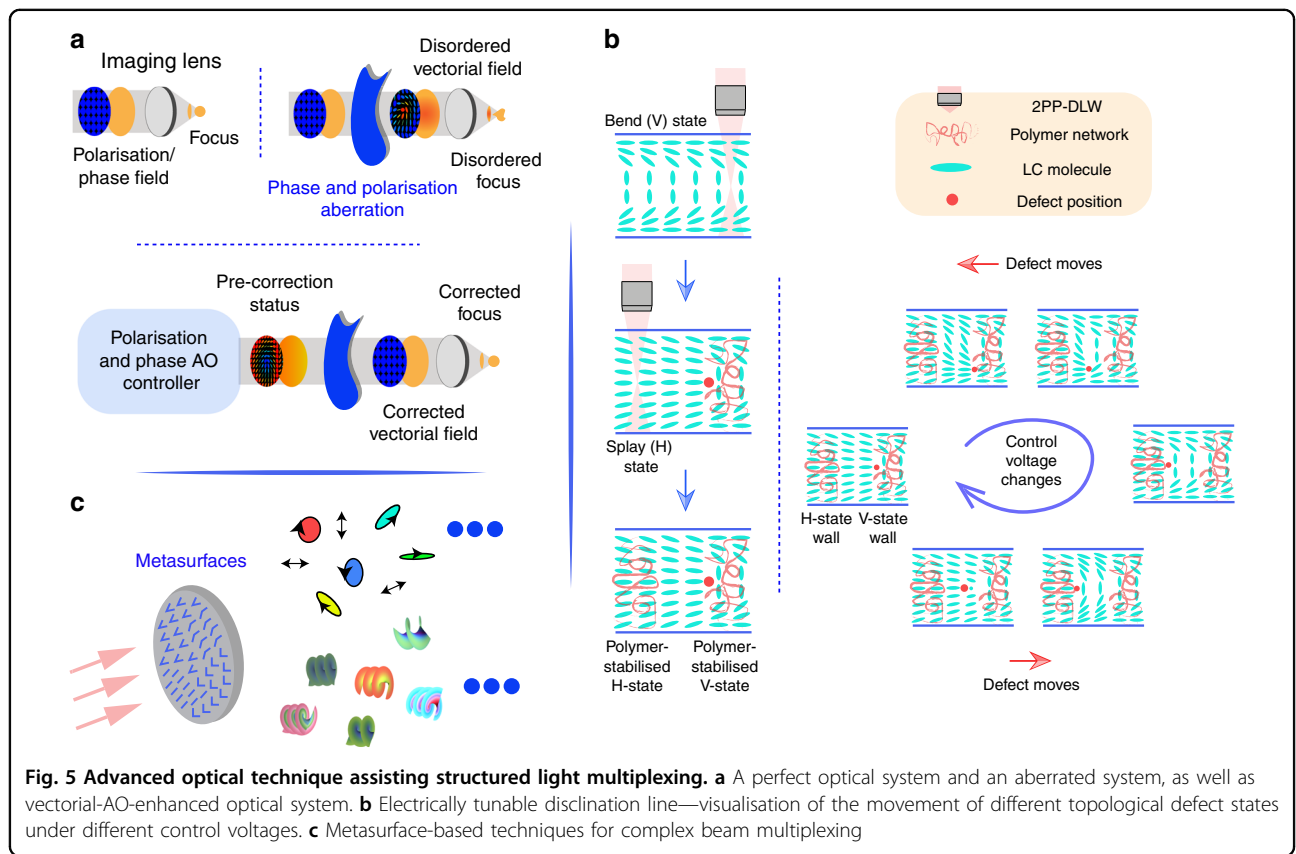 a
Imaging lens
Focus
Polarisation/
phase field
Disordered
vectorial field
Disordered
focus
Phase and polarisation
aberration
Pre-correction
status
Corrected
focus
Polarisation
and phase AO
controller
Corrected
vectorial field
b
Bend (V) state
Splay (H)
state
Polymer-
stabilised
H-state
Polymer-
stabilised
V-state
2PP-DLW
Polymer network
LC molecule
Defect position
Defect moves
Control
voltage
changes
H-state
wall
V-state
wall
Defect moves
c
Metasurfaces
Fig. 5 Advanced optical technique assisting structured light multiplexing. a A perfect optical system and an aberrated system, as well as
vectorial-AO-enhanced optical system. b Electrically tunable disclination line—visualisation of the movement of different topological defect states
under different control voltages. c Metasurface-based techniques for complex beam multiplexing